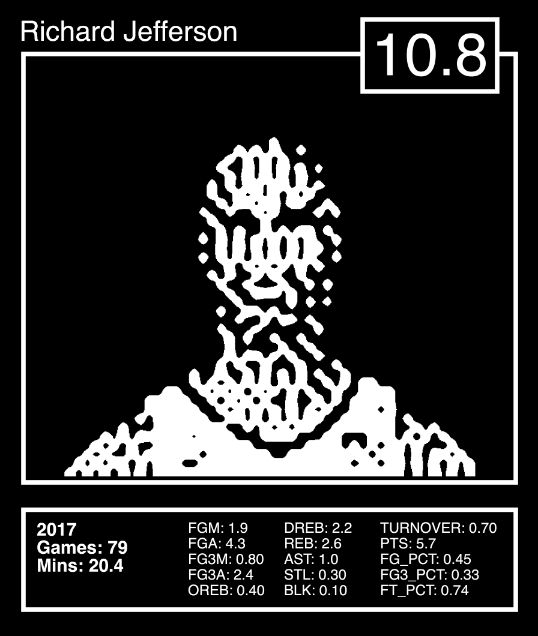 Richard Jefferson
10.8
2017
Games: 79
Mins: 20.4
FGM: 1.9
FGA: 4.3
FG3M: 0.80
FG3A: 2.4
OREB: 0.40
DREB: 2.2
REB: 2.6
AST: 1.0
STL: 0.30
BLK: 0.10
TURNOVER: 0.70
PTS: 5.7
FG_PCT: 0.45
FG3_PCT: 0.33
FT_PCT: 0.74